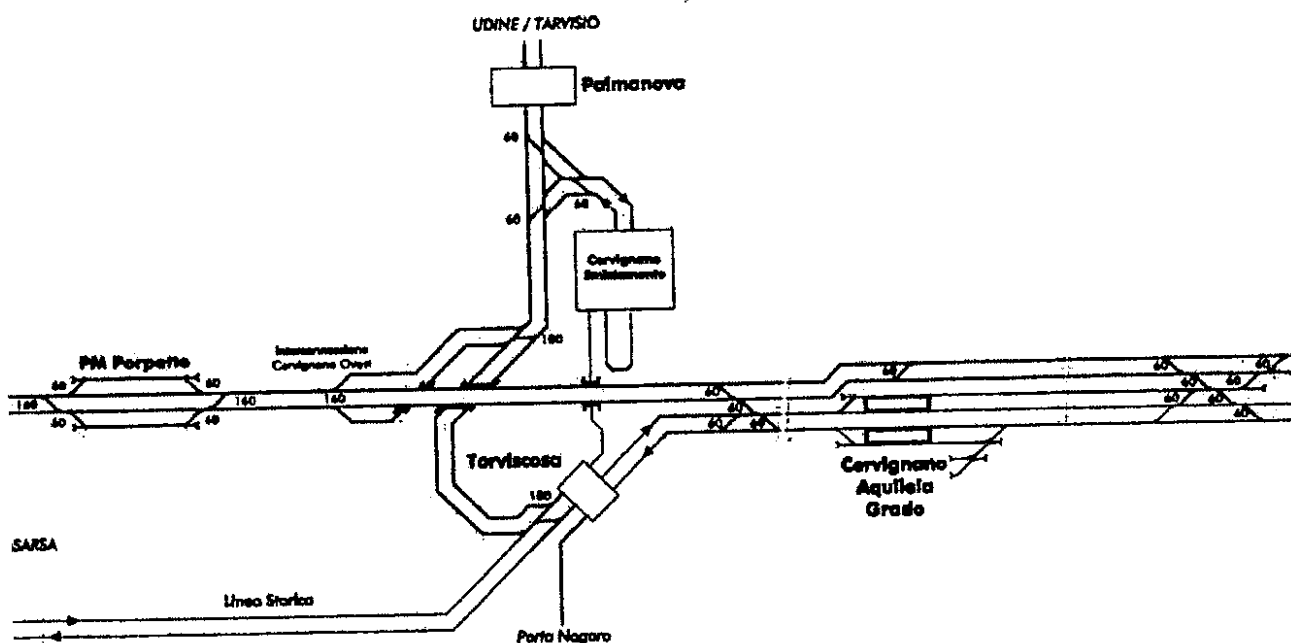 UDINE / TARVISIO
Palmanova
60
60
60
Cervignano
Smistamento
180
PM Porpetto
Interconnessione
Cervignano Ovest
60
60
160
160
160
60
60
60
60
60
60
60
60
60
60
60
60
60
60
Torviscosa
180
Cervignano
Aquileia
Grado
SARSA
Linea Storica
Porto Nogaro